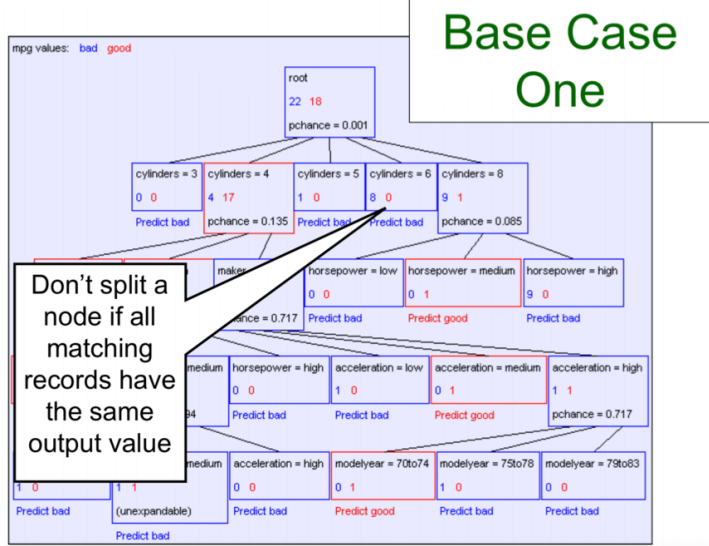 Base Case
One
mpg values: bad good
root
22 18
pchance = 0.001
cylinders = 3
0 0
Predict bad
cylinders = 4
4 17
pchance = 0.135
cylinders = 5
1 0
Predict bad
cylinders = 6
8 0
Predict bad
cylinders = 8
9 1
pchance = 0.085
Don't split a
node if all
matching
records have
the same
output value
maker
= 0.717
horsepower = low
0 0
Predict bad
horsepower = medium
0 1
Predict good
horsepower = high
9 0
Predict bad
medium
horsepower = high
0 0
Predict bad
acceleration = low
1 0
Predict bad
acceleration = medium
0 1
Predict good
acceleration = high
1 1
pchance = 0.717
1 0
Predict bad
medium
1 1
(unexpandable)
Predict bad
acceleration = high
0 0
Predict bad
modelyear = 70to74
0 1
Predict good
modelyear = 75to78
1 0
Predict bad
modelyear = 79to83
0 0
Predict bad